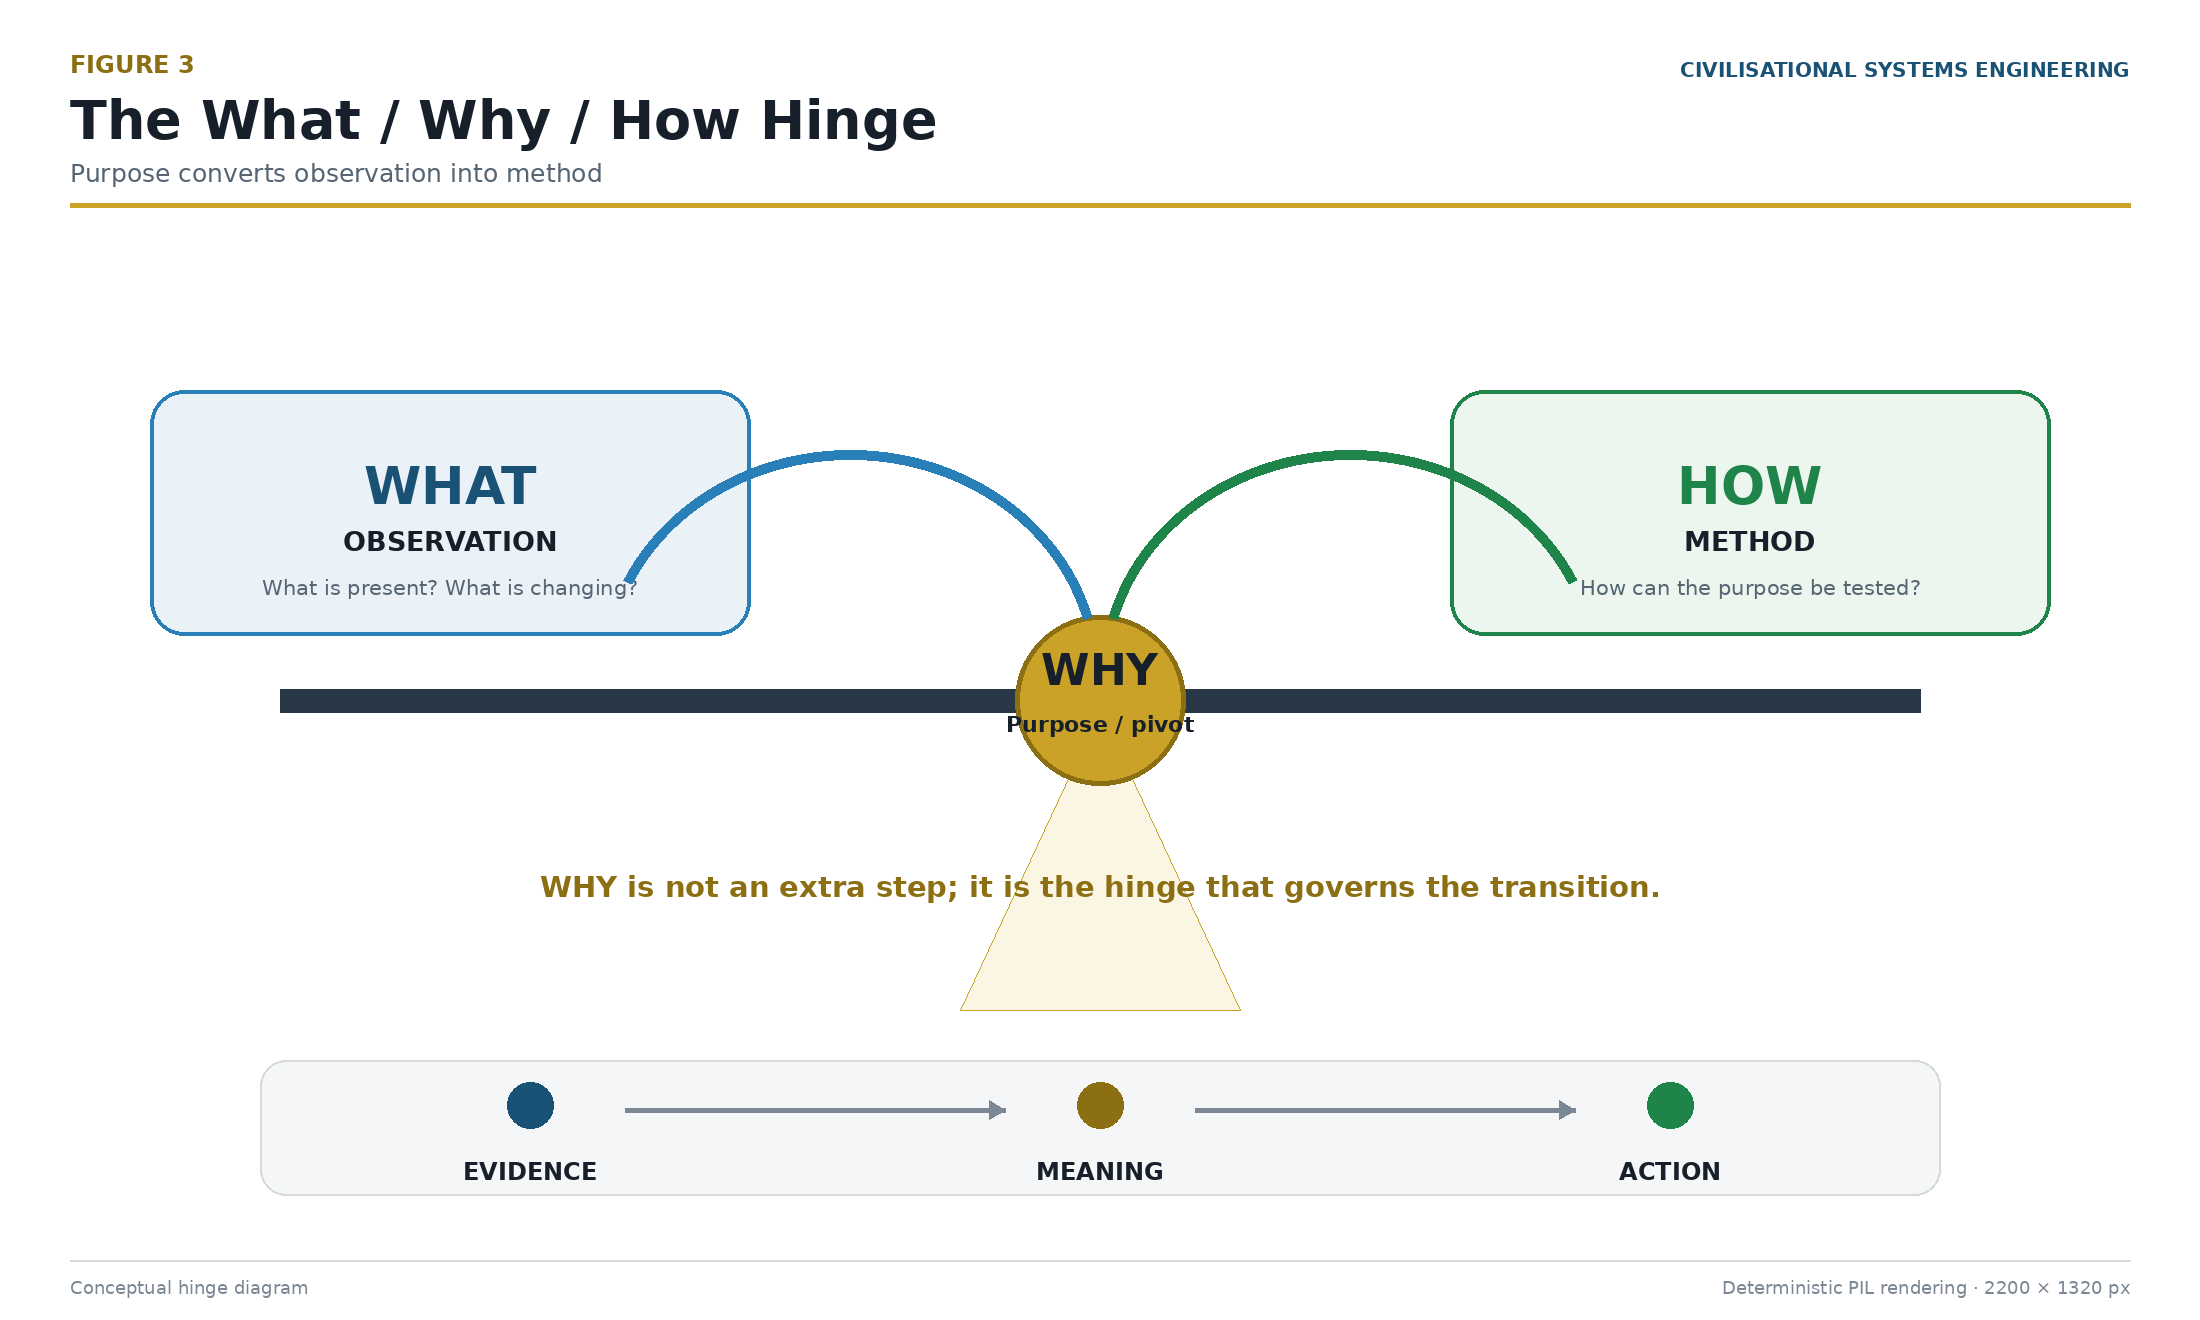 FIGURE 3
CIVILISATIONAL SYSTEMS ENGINEERING
The What / Why / How Hinge
Purpose converts observation into method
WHAT
OBSERVATION
What is present? What is changing?
HOW
METHOD
How can the purpose be tested?
WHY
Purpose / pivot
WHY is not an extra step; it is the hinge that governs the transition.
EVIDENCE
MEANING
ACTION
Conceptual hinge diagram
Deterministic PIL rendering · 2200 × 1320 px